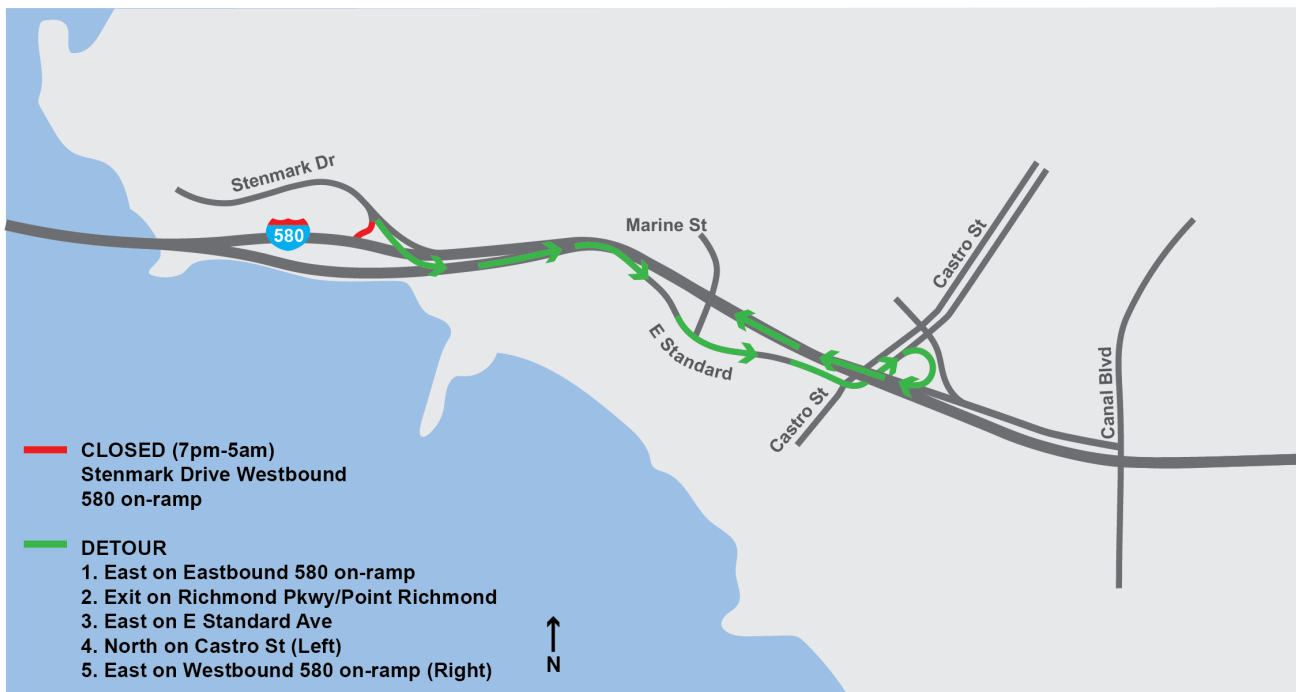 Stenmark Dr
580
Marine St
Castro St
E Standard
Castro St
Canal Blvd
CLOSED (7pm-5am)
Stenmark Drive Westbound
580 on-ramp
DETOUR
1. East on Eastbound 580 on-ramp
2. Exit on Richmond Pkwy/Point Richmond
3. East on E Standard Ave
4. North on Castro St (Left)
5. East on Westbound 580 on-ramp (Right)
N